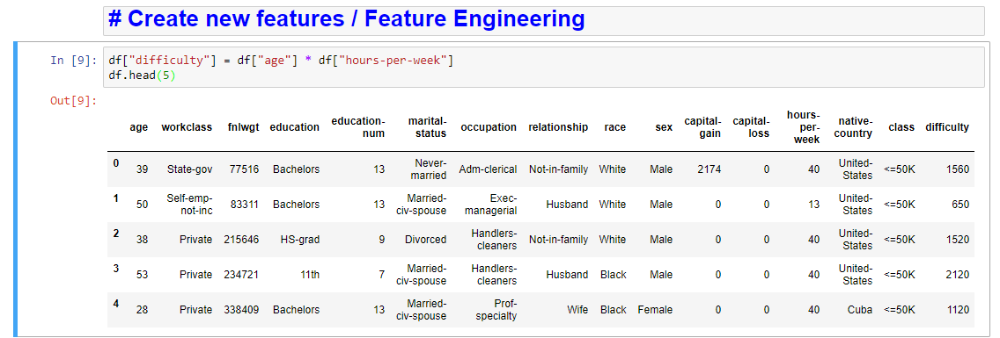 # Create new features / Feature Engineering
In [9]: df["difficulty"] = df["age"] * df["hours-per-week"]
df.head(5)
Out[9]:
age workclass fnlwgt education education-num marital-status occupation relationship race sex capital-gain capital-loss hours-per-week native-country class difficulty
0 39 State-gov 77516 Bachelors 13 Never-married Adm-clerical Not-in-family White Male 2174 0 40 United-States <=50K 1560
1 50 Self-emp-not-inc 83311 Bachelors 13 Married-civ-spouse Exec-managerial Husband White Male 0 0 13 United-States <=50K 650
2 38 Private 215646 HS-grad 9 Divorced Handlers-cleaners Not-in-family White Male 0 0 40 United-States <=50K 1520
3 53 Private 234721 11th 7 Married-civ-spouse Handlers-cleaners Husband Black Male 0 0 40 United-States <=50K 2120
4 28 Private 338409 Bachelors 13 Married-civ-spouse Prof-specialty Wife Black Female 0 0 40 Cuba <=50K 1120